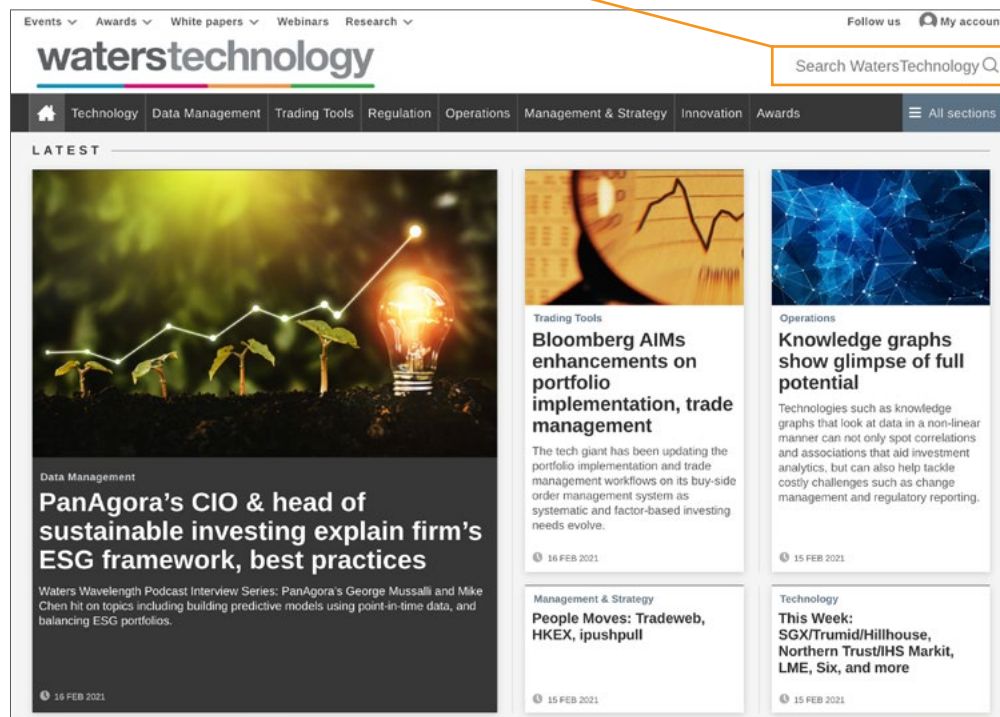 Events Awards White papers Webinars Research Follow us My accoun
waterstechnology
Search WatersTechnology
Technology Data Management Trading Tools Regulation Operations Management & Strategy Innovation Awards All sections
LATEST
Data Management
PanAgora’s CIO & head of
sustainable investing explain firm’s
ESG framework, best practices
Waters Wavelength Podcast Interview Series: PanAgora's George Mussalli and Mike
Chen hit on topics including building predictive models using point-in-time data, and
balancing ESG portfolios.
16 FEB 2021
Trading Tools
Bloomberg AIMs
enhancements on
portfolio
implementation, trade
management
The tech giant has been updating the
portfolio implementation and trade
management workflows on its buy-side
order management system as
systematic and factor-based investing
needs evolve.
16 FEB 2021
Operations
Knowledge graphs
show glimpse of full
potential
Technologies such as knowledge
graphs that look at data in a non-linear
manner can not only spot correlations
and associations that aid investment
analytics, but can also help tackle
costly challenges such as change
management and regulatory reporting.
15 FEB 2021
Management & Strategy
People Moves: Tradeweb,
HKEX, ipushpull
15 FEB 2021
Technology
This Week:
SGX/Trumid/Hillhouse,
Northern Trust/IHS Markit,
LME, Six, and more
15 FEB 2021